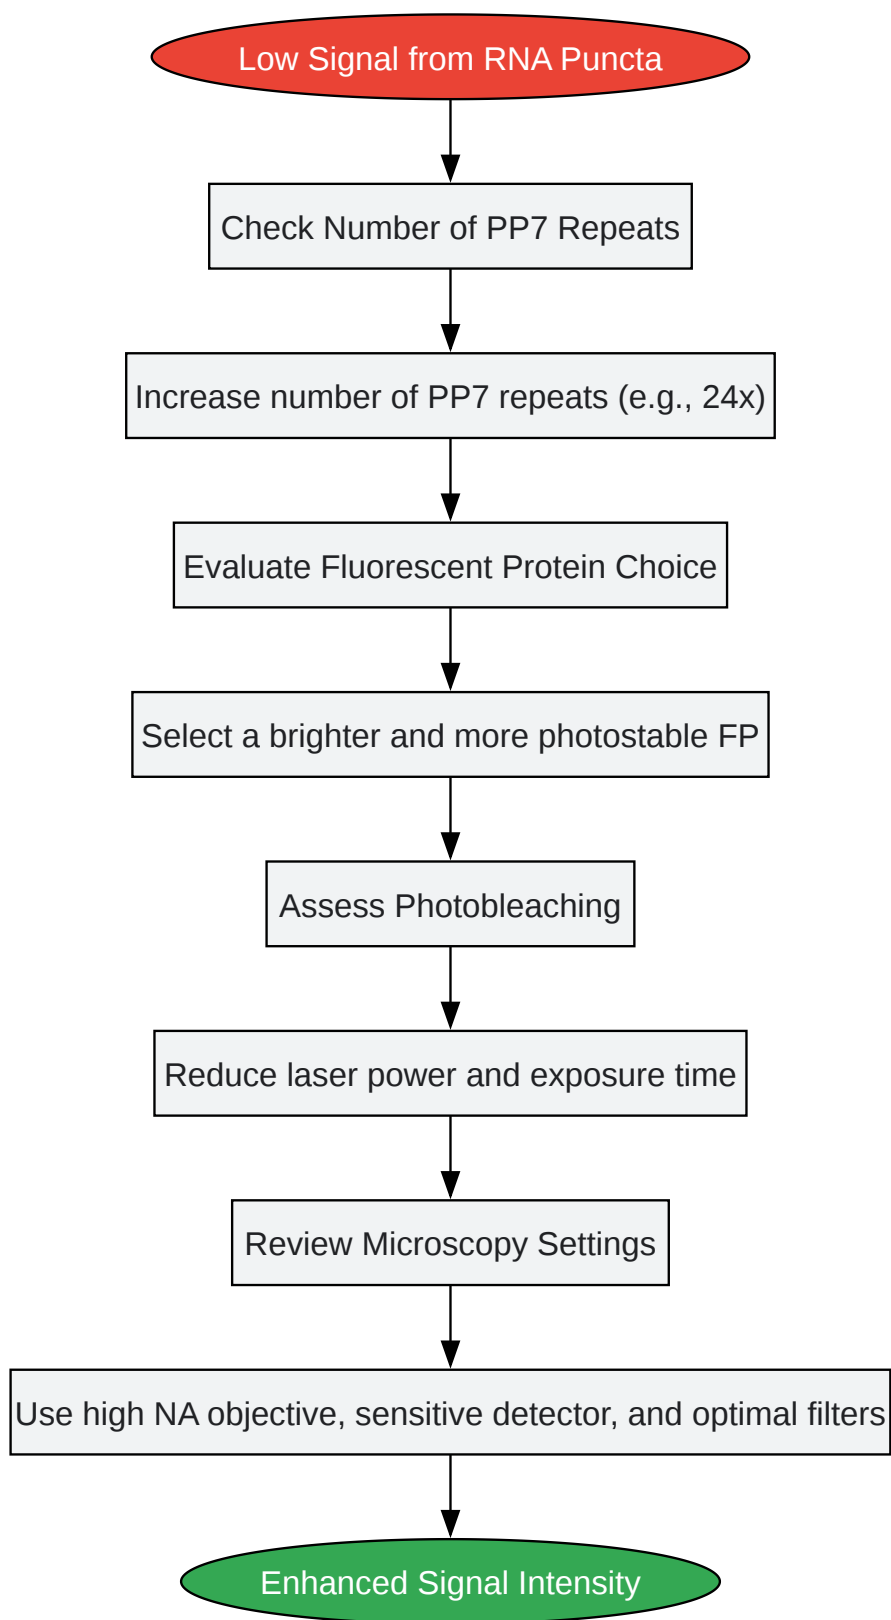 Low Signal from RNA Puncta
Check Number of PP7 Repeats
Increase number of PP7 repeats (e.g., 24x)
Evaluate Fluorescent Protein Choice
Select a brighter and more photostable FP
Assess Photobleaching
Reduce laser power and exposure time
Review Microscopy Settings
Use high NA objective, sensitive detector, and optimal filters
Enhanced Signal Intensity